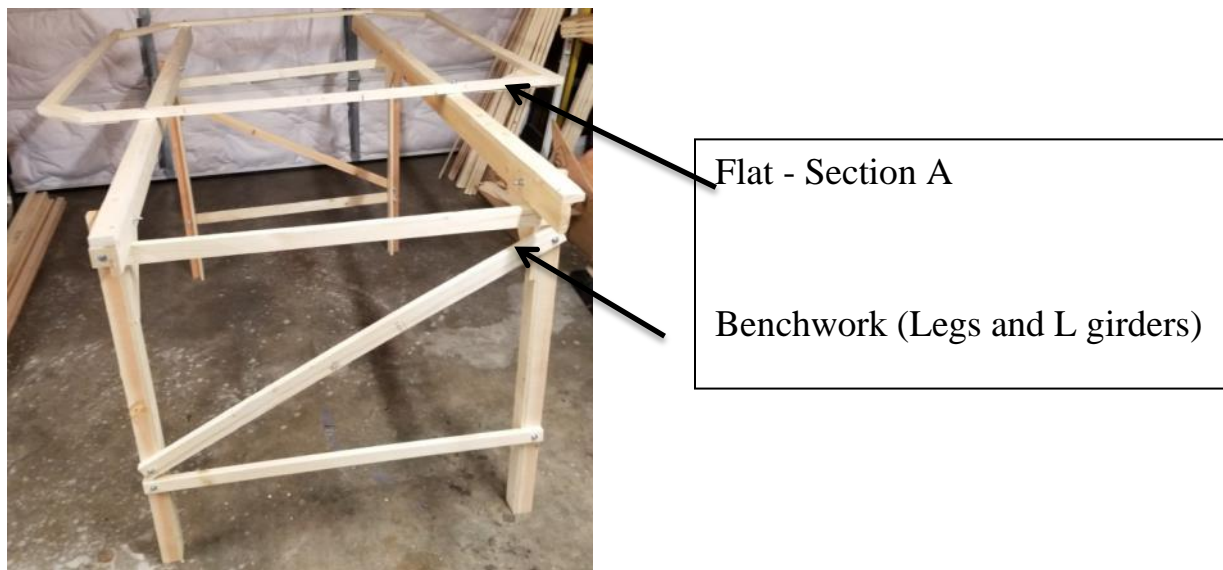 Flat - Section A
Benchwork (Legs and L girders)